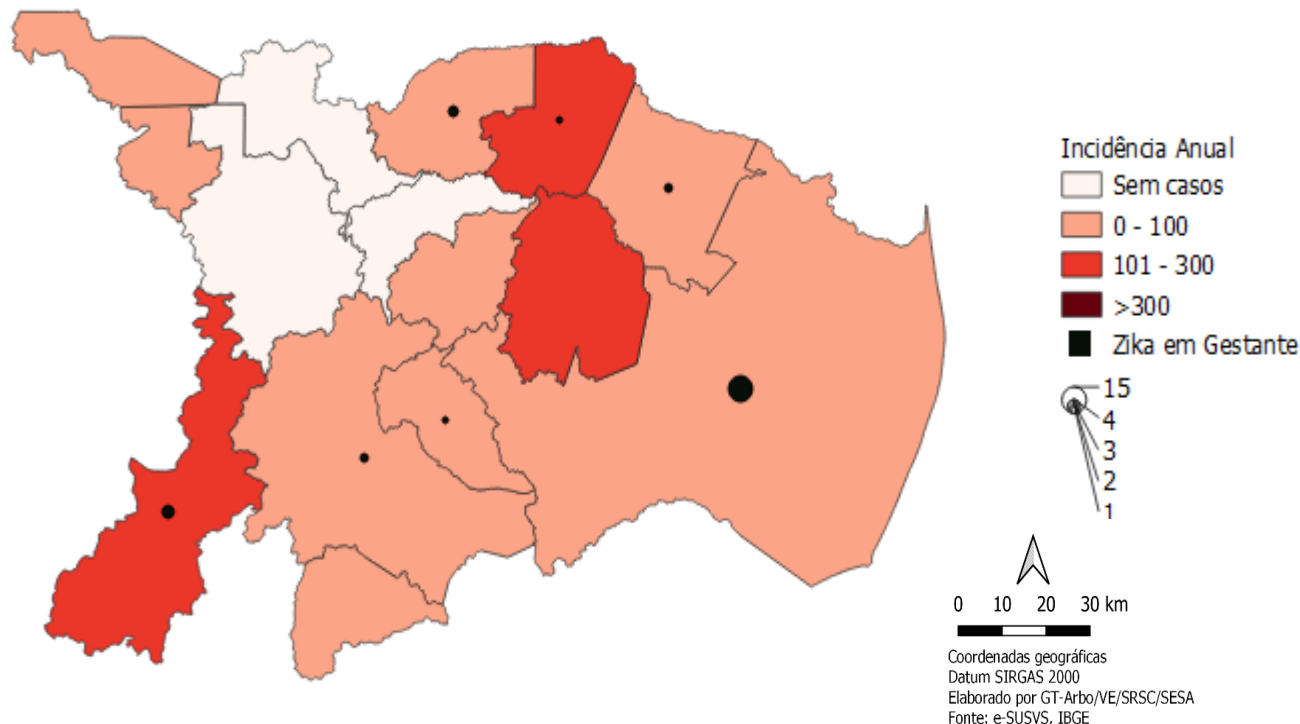 Incidência Anual
Sem casos
0 - 100
101 - 300
>300
Zika em Gestante
15
4
3
2
1
0 10 20 30 km
Coordenadas geográficas
Datum SIRGAS 2000
Elaborado por GT-Arbo/VE/SRSC/SESA
Fonte: e-SUSVS, IBGE